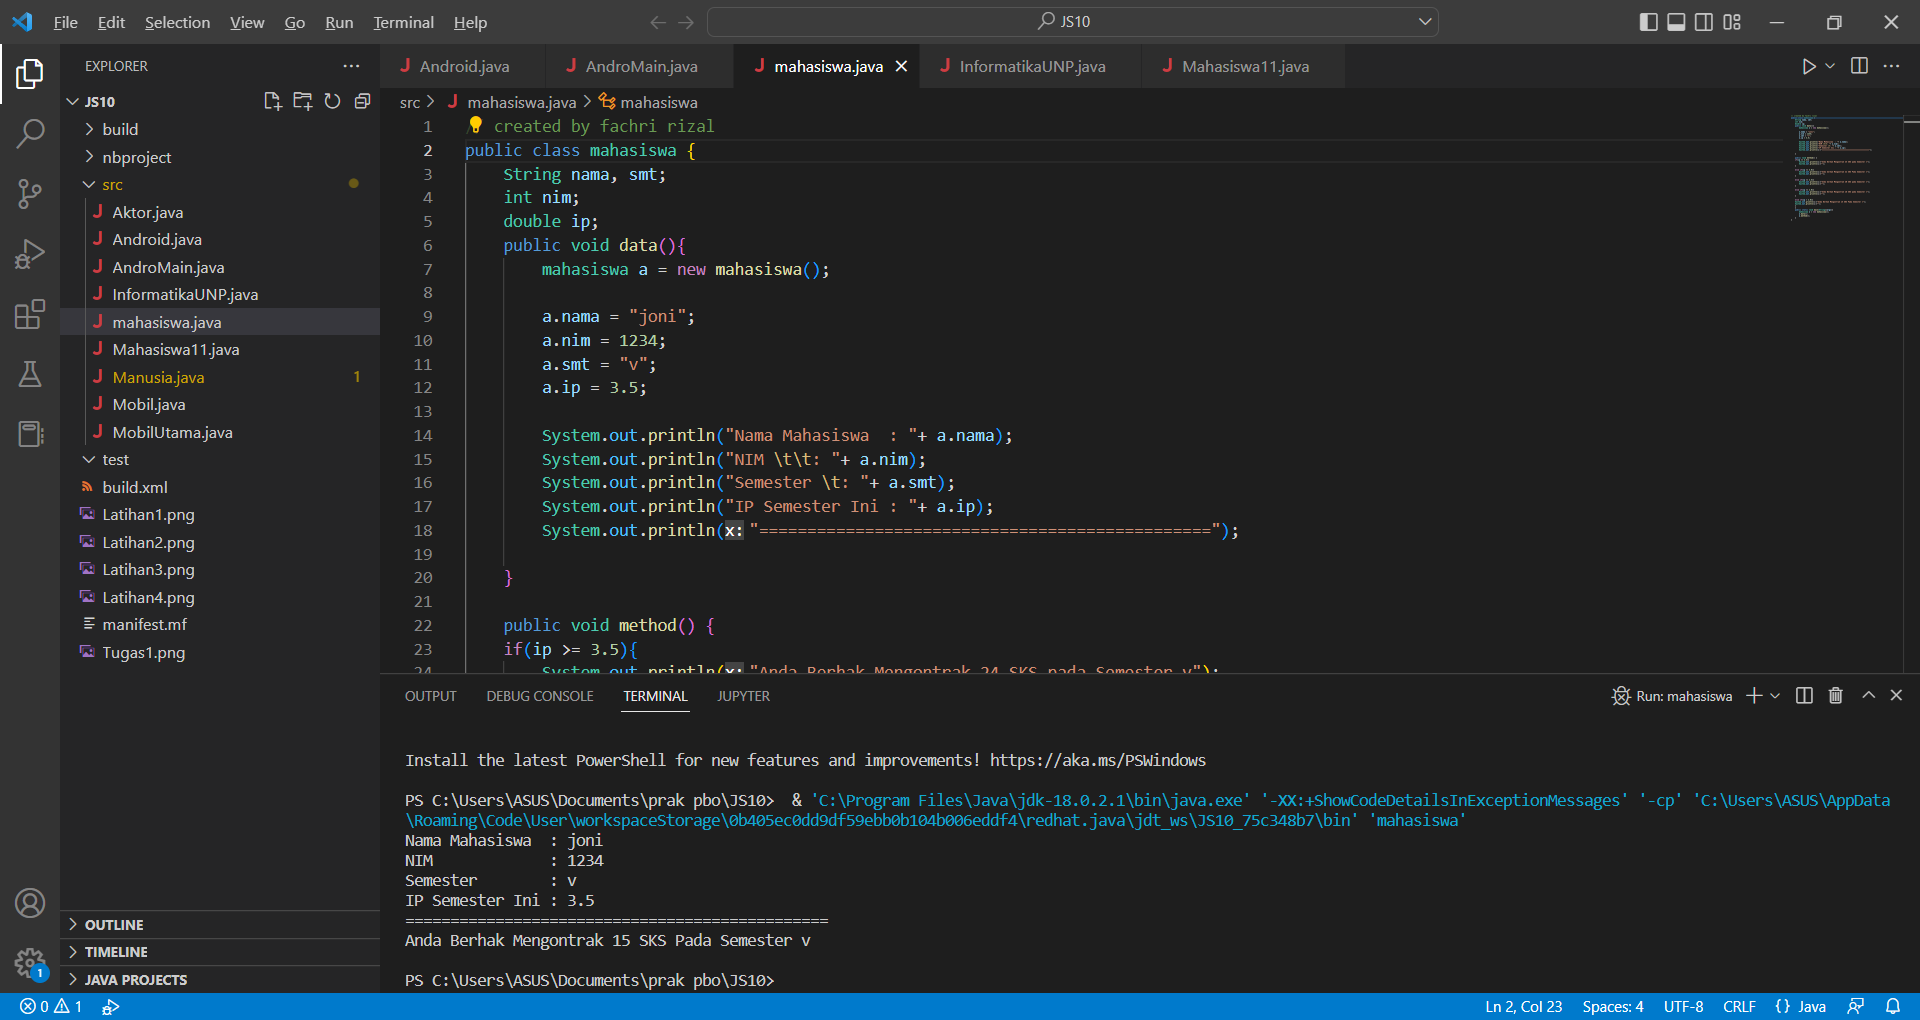 File Edit Selection View Go Run Terminal Help
JS10
EXPLORER
JS10
build
nbproject
src
Aktor.java
Android.java
AndroMain.java
InformatikaUNP.java
mahasiswa.java
Mahasiswa11.java
Manusia.java 1
Mobil.java
MobilUtama.java
test
build.xml
Latihan1.png
Latihan2.png
Latihan3.png
Latihan4.png
manifest.mf
Tugas1.png
OUTLINE
TIMELINE
JAVA PROJECTS
Android.java AndroMain.java mahasiswa.java InformatikaUNP.java Mahasiswa11.java
src > mahasiswa.java > mahasiswa
1 created by fachri rizal
2 public class mahasiswa {
3 String nama, smt;
4 int nim;
5 double ip;
6 public void data(){
7 mahasiswa a = new mahasiswa();
8
9 a.nama = "joni";
10 a.nim = 1234;
11 a.smt = "v";
12 a.ip = 3.5;
13
14 System.out.println("Nama Mahasiswa  : "+ a.nama);
15 System.out.println("NIM \t\t: "+ a.nim);
16 System.out.println("Semester \t: "+ a.smt);
17 System.out.println("IP Semester Ini : "+ a.ip);
18 System.out.println(x: "===============================================");
19
20 }
21
22 public void method() {
23 if(ip >= 3.5){
24 System.out.println(x: "Anda Berhak Mengontrak 24 SKS pada Semester v");
OUTPUT DEBUG CONSOLE TERMINAL JUPYTER
Run: mahasiswa
Install the latest PowerShell for new features and improvements! https://aka.ms/PSWindows
PS C:\Users\ASUS\Documents\prak pbo\JS10>  & 'C:\Program Files\Java\jdk-18.0.2.1\bin\java.exe' '-XX:+ShowCodeDetailsInExceptionMessages' '-cp' 'C:\Users\ASUS\AppData
\Roaming\Code\User\workspaceStorage\0b405ec0dd9df59ebb0b104b006eddf4\redhat.java\jdt_ws\JS10_75c348b7\bin' 'mahasiswa'
Nama Mahasiswa  : joni
NIM             : 1234
Semester        : v
IP Semester Ini : 3.5
===============================================
Anda Berhak Mengontrak 15 SKS Pada Semester v
PS C:\Users\ASUS\Documents\prak pbo\JS10>
1
0 1
Ln 2, Col 23 Spaces: 4 UTF-8 CRLF {} Java